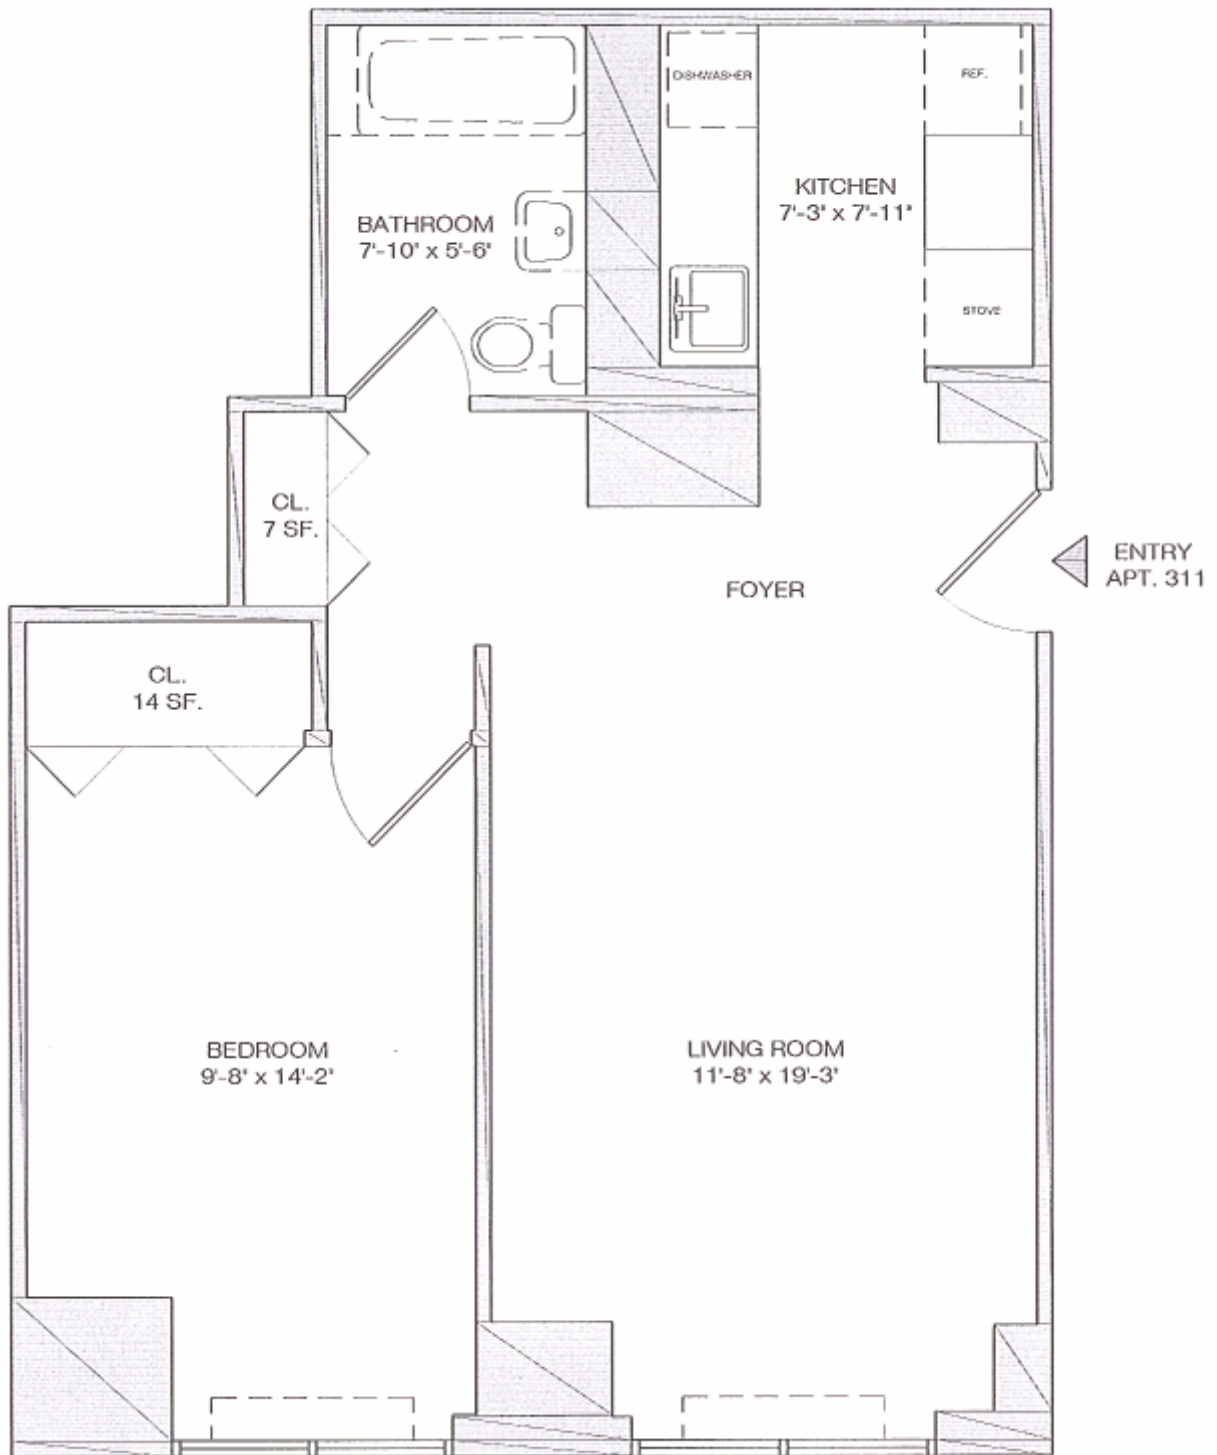 DISHWASHER
REF.
KITCHEN
7'-3" x 7'-11"
BATHROOM
7'-10" x 5'-6"
STOVE
CL.
7 SF.
ENTRY
APT. 311
FOYER
CL.
14 SF.
BEDROOM
9'-8" x 14'-2"
LIVING ROOM
11'-8" x 19'-3"